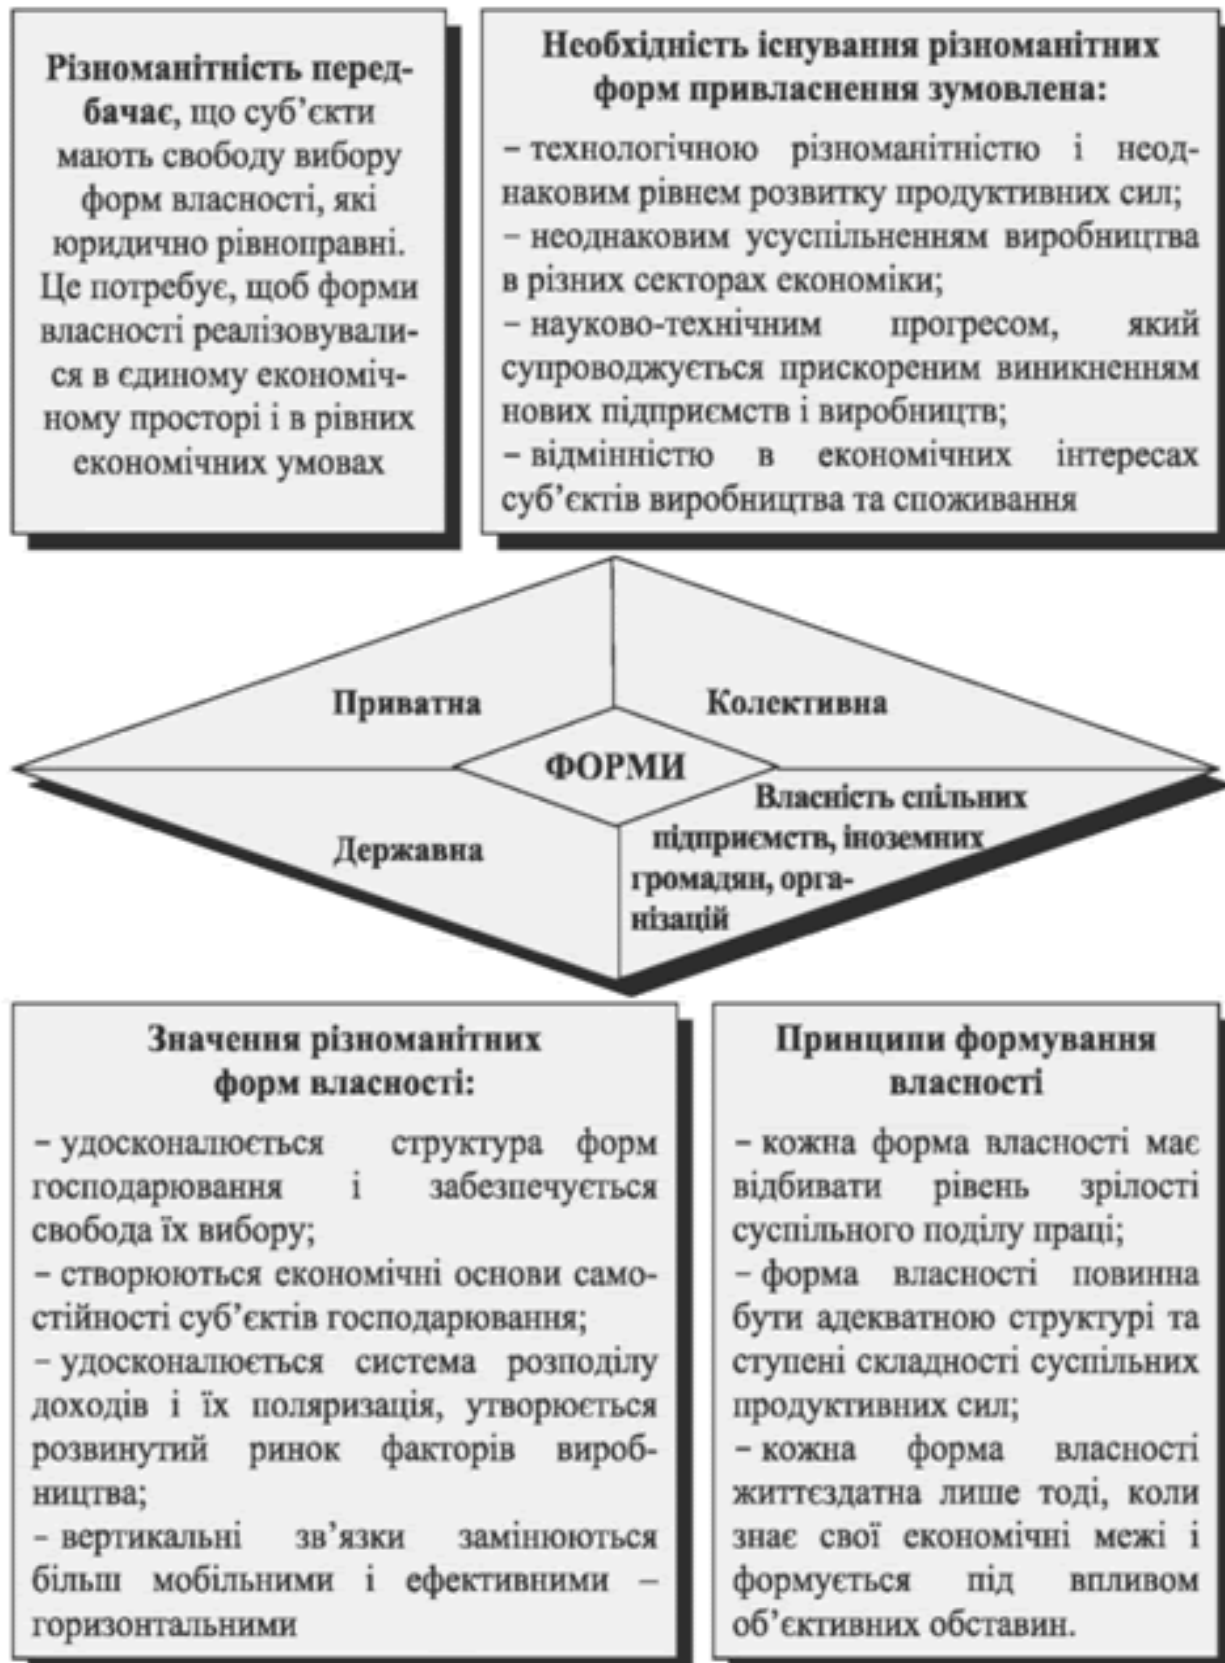 Різноманітність перед-
бачає, що суб’єкти
мають свободу вибору
форм власності, які
юридично рівноправні.
Це потребує, щоб форми
власності реалізовували-
ся в єдиному економіч-
ному просторі і в рівних
економічних умовах
Необхідність існування різноманітних
форм привласнення зумовлена:
– технологічною різноманітністю і неод-
наковим рівнем розвитку продуктивних сил;
– неоднаковим усуспільненням виробництва
в різних секторах економіки;
– науково-технічним прогресом, який
супроводжується прискореним виникненням
нових підприємств і виробництв;
– відмінністю в економічних інтересах
суб’єктів виробництва та споживання
Приватна
Колективна
ФОРМИ
Державна
Власність спільних
підприємств, іноземних
громадян, орга-
нізацій
Значення різноманітних
форм власності:
– удосконалюється структура форм
господарювання і забезпечується
свобода їх вибору;
– створюються економічні основи само-
стійності суб’єктів господарювання;
– удосконалюється система розподілу
доходів і їх поляризація, утворюється
розвинутий ринок факторів вироб-
ництва;
– вертикальні зв’язки замінюються
більш мобільними і ефективними –
горизонтальними
Принципи формування
власності
– кожна форма власності має
відбивати рівень зрілості
суспільного поділу праці;
– форма власності повинна
бути адекватною структурі та
ступені складності суспільних
продуктивних сил;
– кожна форма власності
життєздатна лише тоді, коли
знає свої економічні межі і
формується під впливом
об’єктивних обставин.